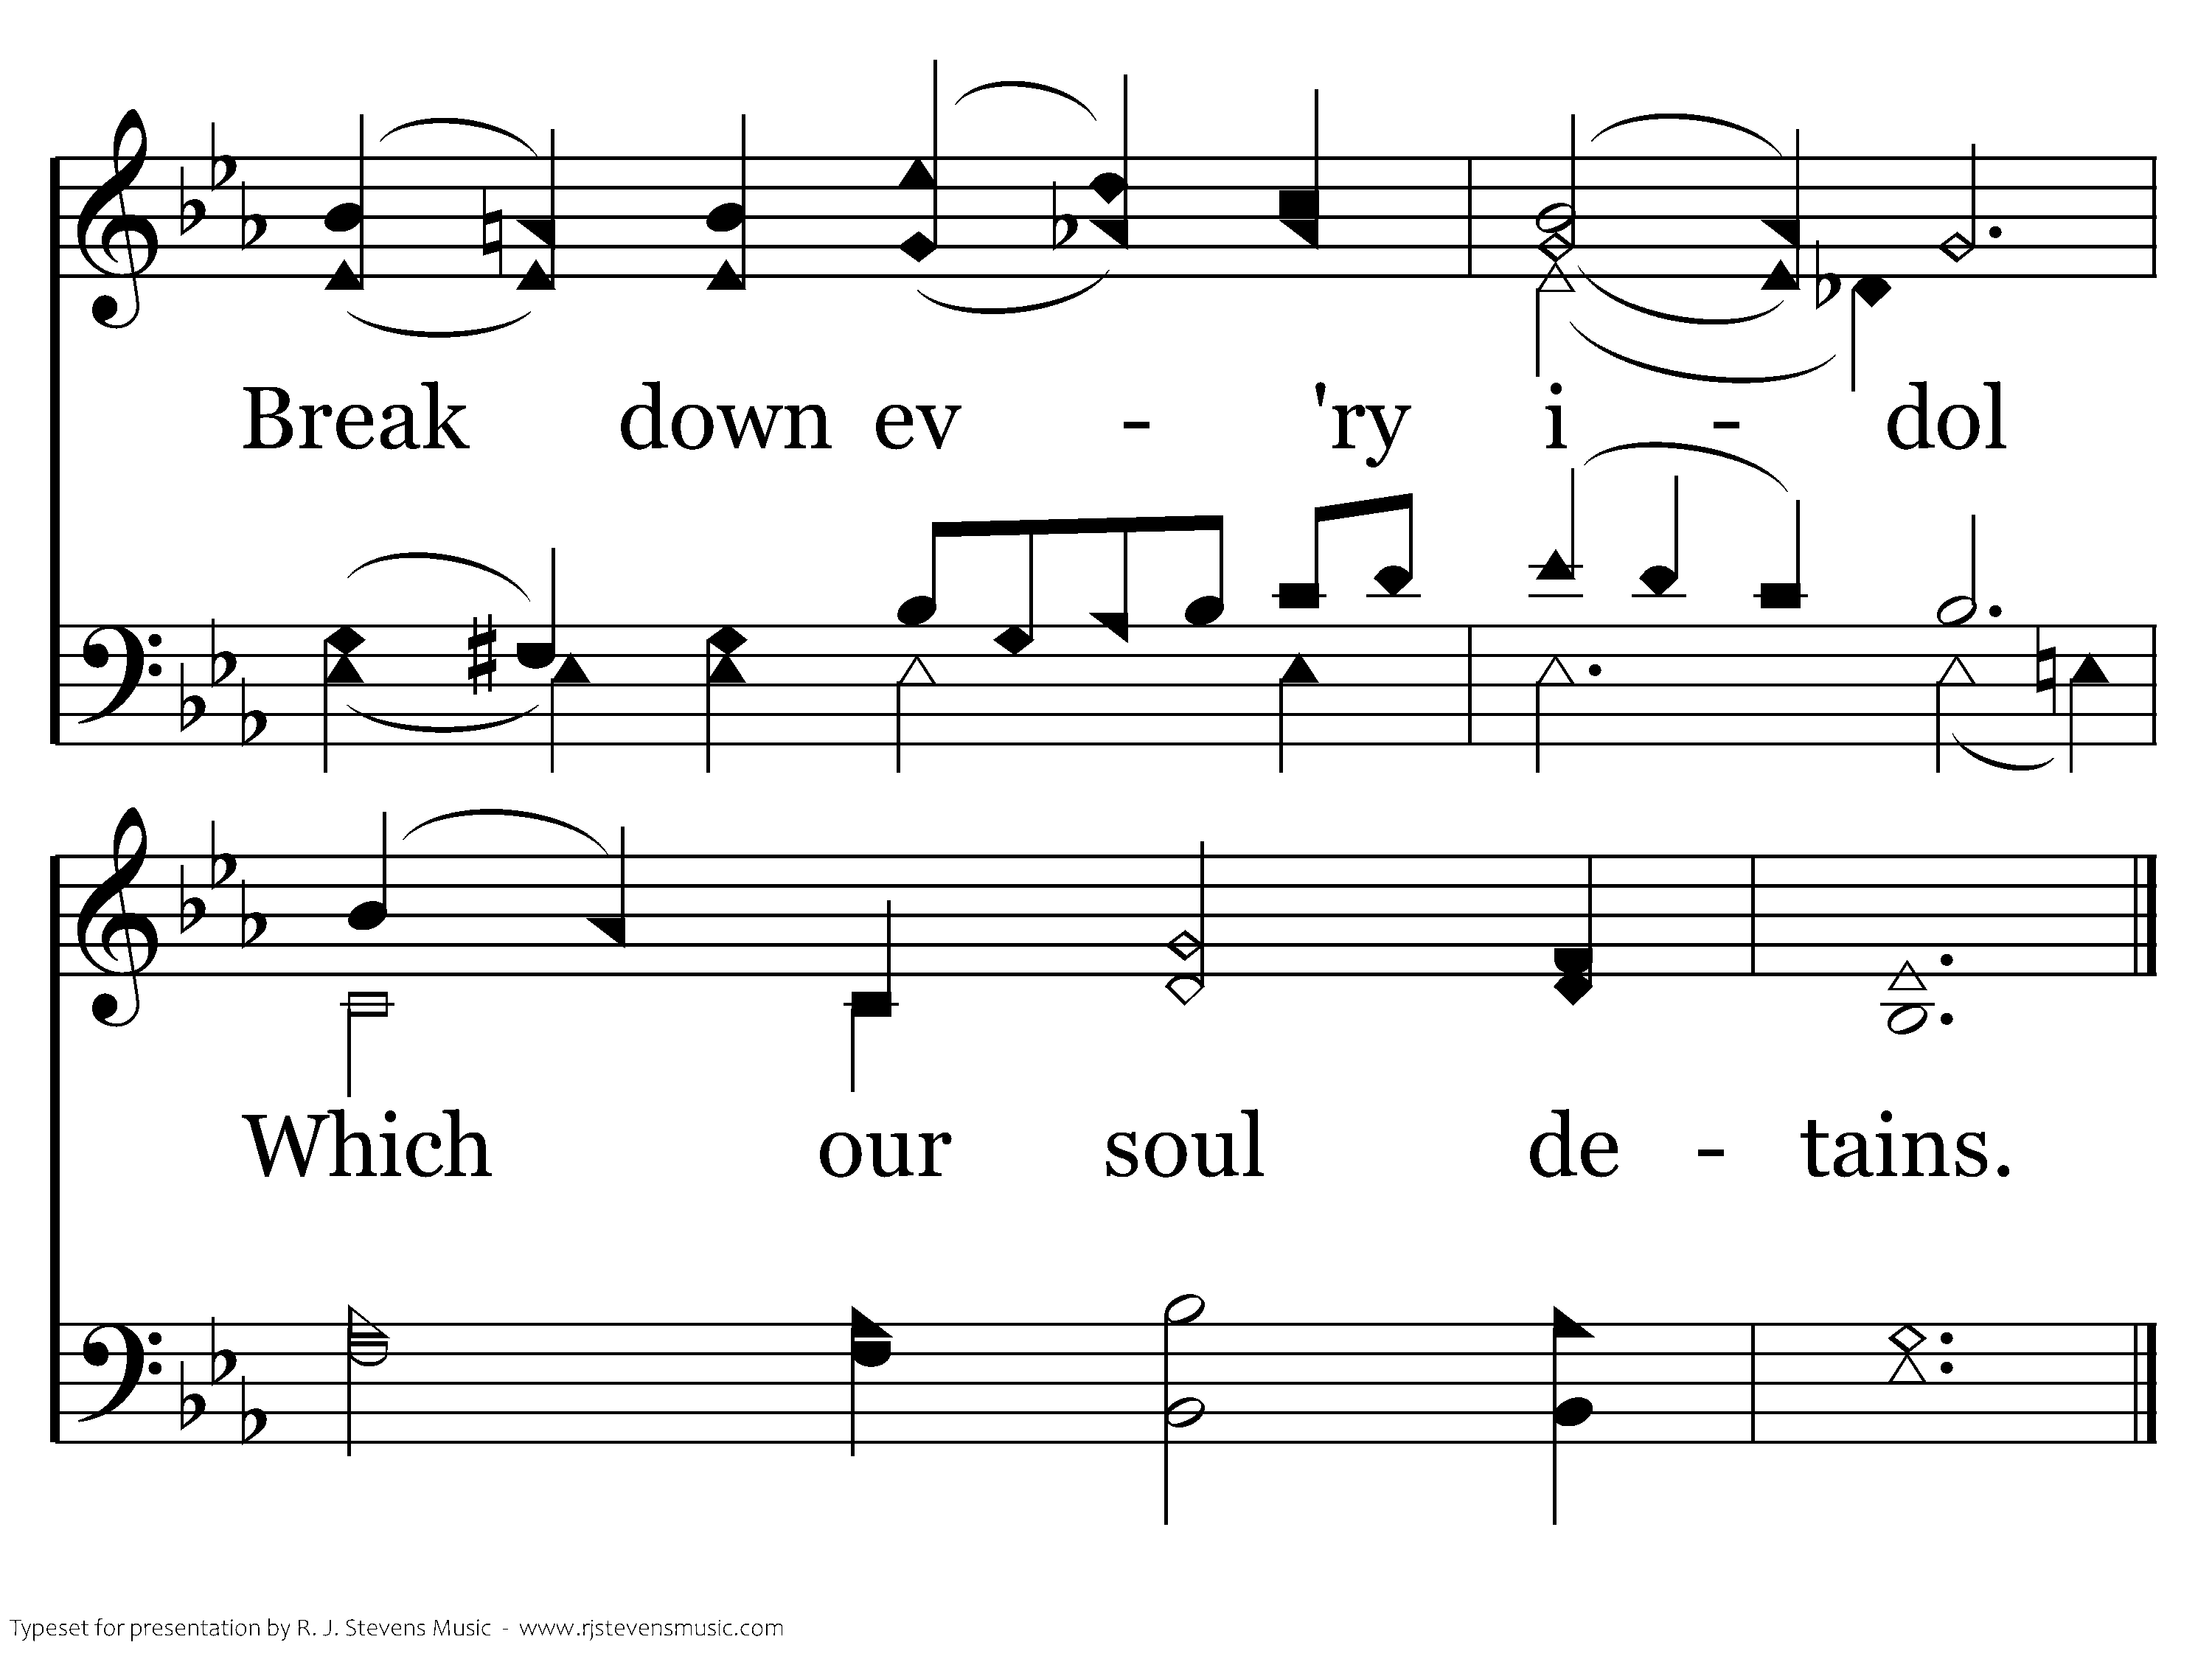 Break down ev - 'ry i - dol
Which our soul de - tains.
Typeset for presentation by R. J. Stevens Music - www.rjstevensmusic.com